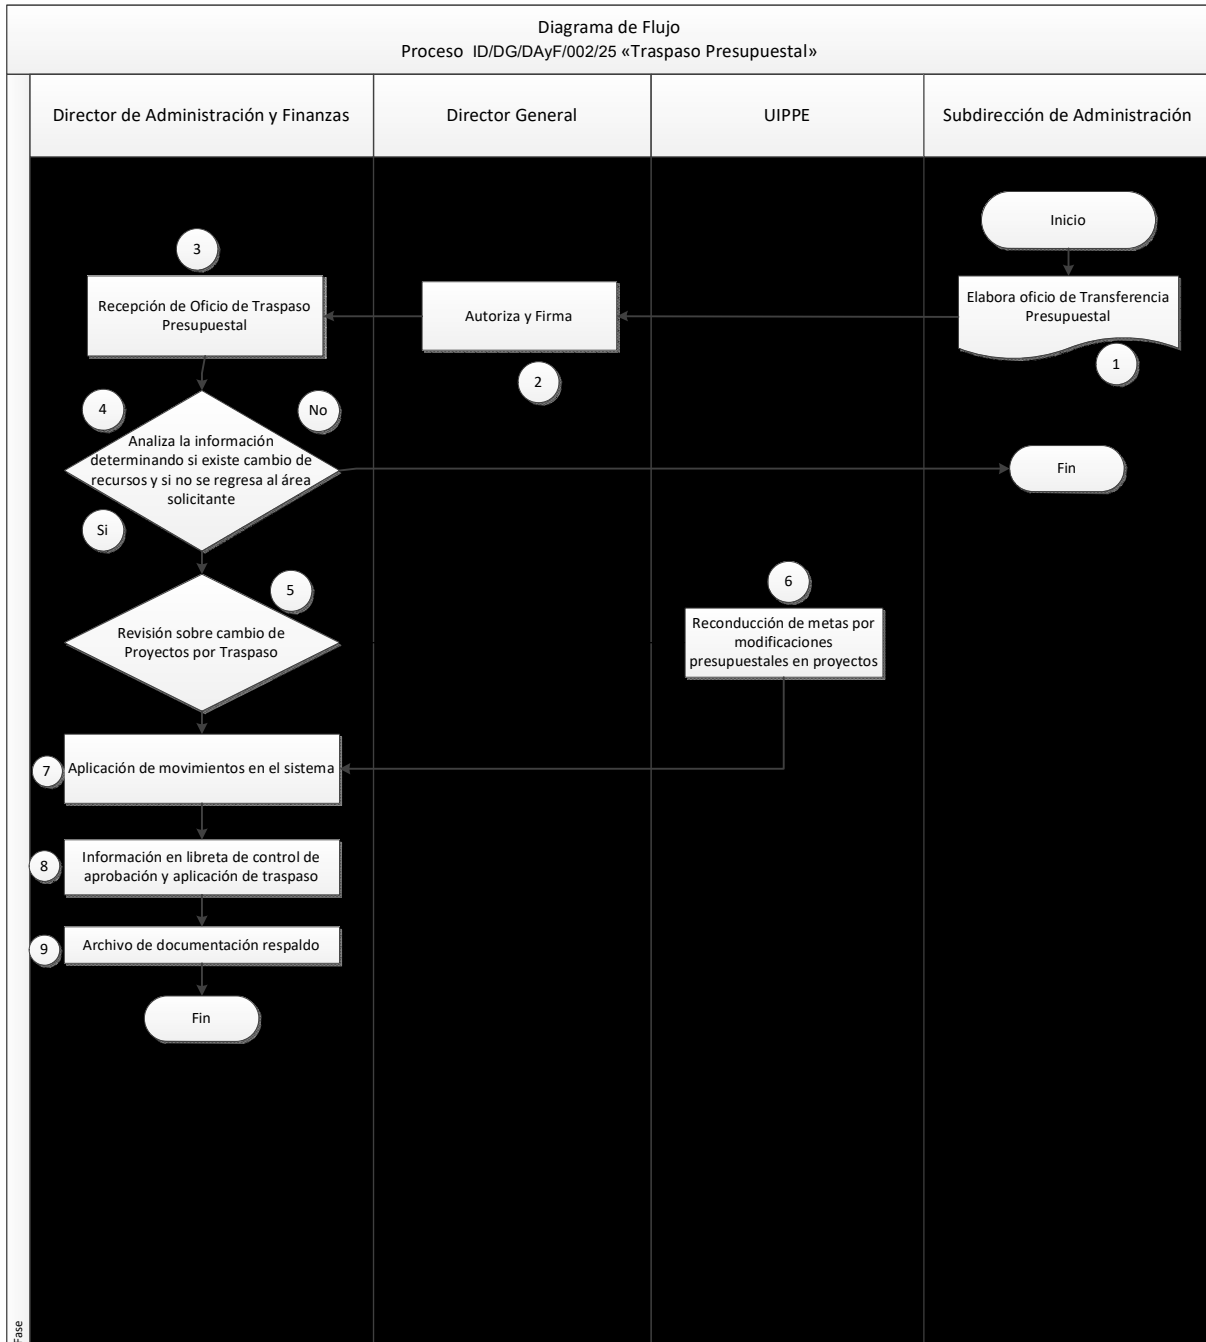 Diagrama de Flujo
Proceso ID/DG/DAyF/002/25 «Traspaso Presupuestal»
Director de Administración y Finanzas
Director General
UIPPE
Subdirección de Administración
Inicio
3
Recepción de Oficio de Traspaso
Presupuestal
Autoriza y Firma
Elabora oficio de Transferencia
Presupuestal
1
2
4
No
Analiza la información
determinando si existe cambio de
recursos y si no se regresa al área
solicitante
Fin
Si
5
6
Revisión sobre cambio de
Proyectos por Traspaso
Reconducción de metas por
modificaciones
presupuestales en proyectos
7
Aplicación de movimientos en el sistema
8
Información en libreta de control de
aprobación y aplicación de traspaso
9
Archivo de documentación respaldo
Fin
Fase